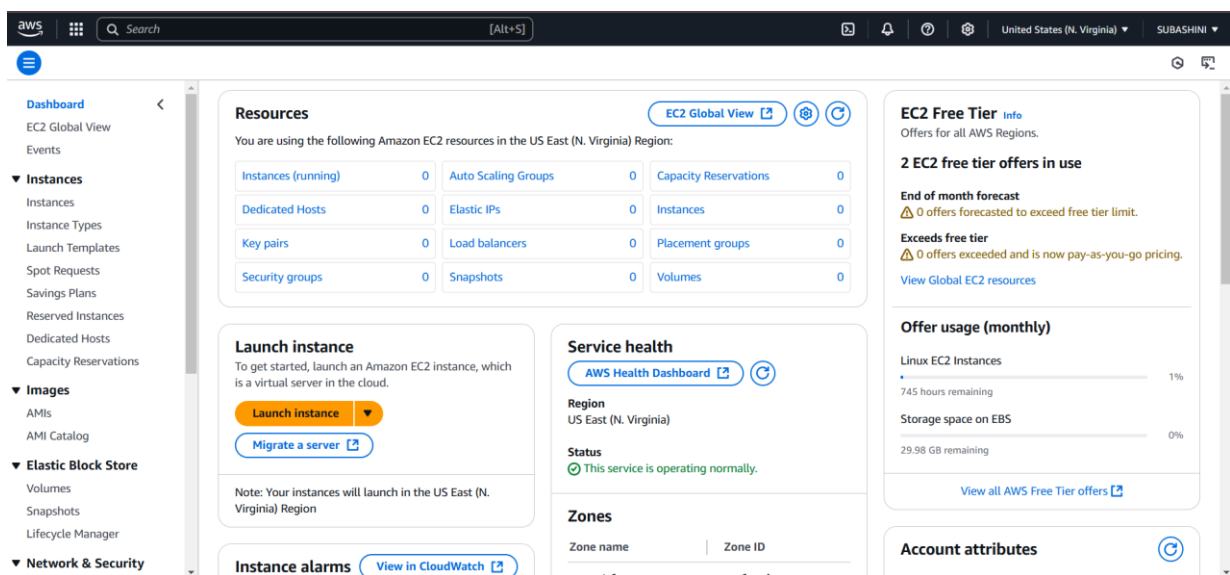 aws
Search
[Alt+S]
United States (N. Virginia)
SUBASHINI
Dashboard
EC2 Global View
Events
Instances
Instances
Instance Types
Launch Templates
Spot Requests
Savings Plans
Reserved Instances
Dedicated Hosts
Capacity Reservations
Images
AMIs
AMI Catalog
Elastic Block Store
Volumes
Snapshots
Lifecycle Manager
Network & Security
Resources
EC2 Global View
You are using the following Amazon EC2 resources in the US East (N. Virginia) Region:
Instances (running) 0 Auto Scaling Groups 0 Capacity Reservations 0
Dedicated Hosts 0 Elastic IPs 0 Instances 0
Key pairs 0 Load balancers 0 Placement groups 0
Security groups 0 Snapshots 0 Volumes 0
Launch instance
To get started, launch an Amazon EC2 instance, which
is a virtual server in the cloud.
Launch instance
Migrate a server
Note: Your instances will launch in the US East (N.
Virginia) Region
Instance alarms View in CloudWatch
Service health
AWS Health Dashboard
Region
US East (N. Virginia)
Status
This service is operating normally.
Zones
Zone name Zone ID
EC2 Free Tier Info
Offers for all AWS Regions.
2 EC2 free tier offers in use
End of month forecast
0 offers forecasted to exceed free tier limit.
Exceeds free tier
0 offers exceeded and is now pay-as-you-go pricing.
View Global EC2 resources
Offer usage (monthly)
Linux EC2 Instances
1%
745 hours remaining
Storage space on EBS
0%
29.98 GB remaining
View all AWS Free Tier offers
Account attributes